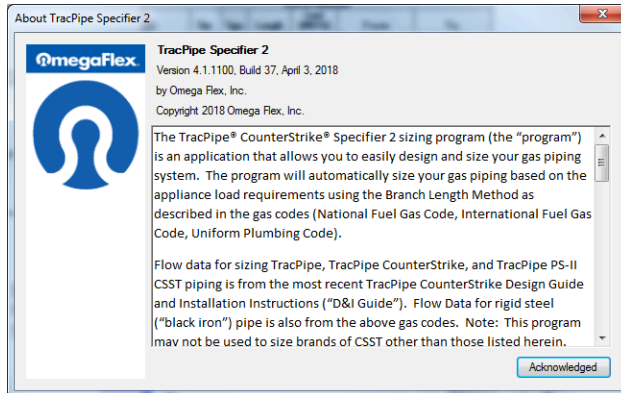 About TracPipe Specifier 2
OmegaFlex
TracPipe Specifier 2
Version 4.1.1100, Build 37, April 3, 2018
by Omega Flex, Inc.
Copyright 2018 Omega Flex, Inc.
The TracPipe® CounterStrike® Specifier 2 sizing program (the “program”)
is an application that allows you to easily design and size your gas piping
system. The program will automatically size your gas piping based on the
appliance load requirements using the Branch Length Method as
described in the gas codes (National Fuel Gas Code, International Fuel Gas
Code, Uniform Plumbing Code).
Flow data for sizing TracPipe, TracPipe CounterStrike, and TracPipe PS-II
CSST piping is from the most recent TracPipe CounterStrike Design Guide
and Installation Instructions (“D&I Guide”). Flow Data for rigid steel
(“black iron”) pipe is also from the above gas codes. Note: This program
may not be used to size brands of CSST other than those listed herein.
Acknowledged